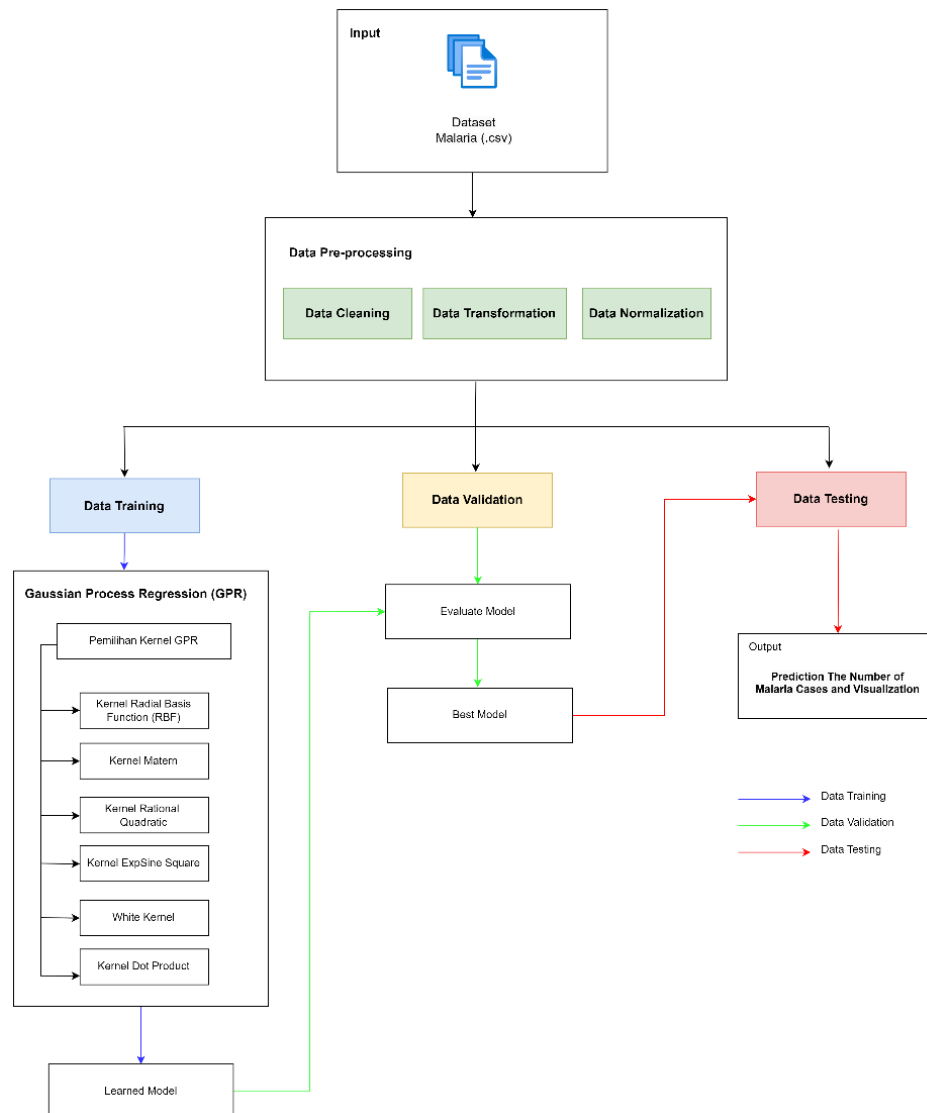 Input
Dataset
Malaria (.csv)
Data Pre-processing
Data Cleaning
Data Transformation
Data Normalization
Data Training
Data Validation
Data Testing
Gaussian Process Regression (GPR)
Pemilihan Kernel GPR
Kernel Radial Basis
Function (RBF)
Kernel Matern
Kernel Rational
Quadratic
Kernel ExpSine Square
White Kernel
Kernel Dot Product
Learned Model
Evaluate Model
Best Model
Output
Prediction The Number of
Malaria Cases and Visualization
Data Training
Data Validation
Data Testing